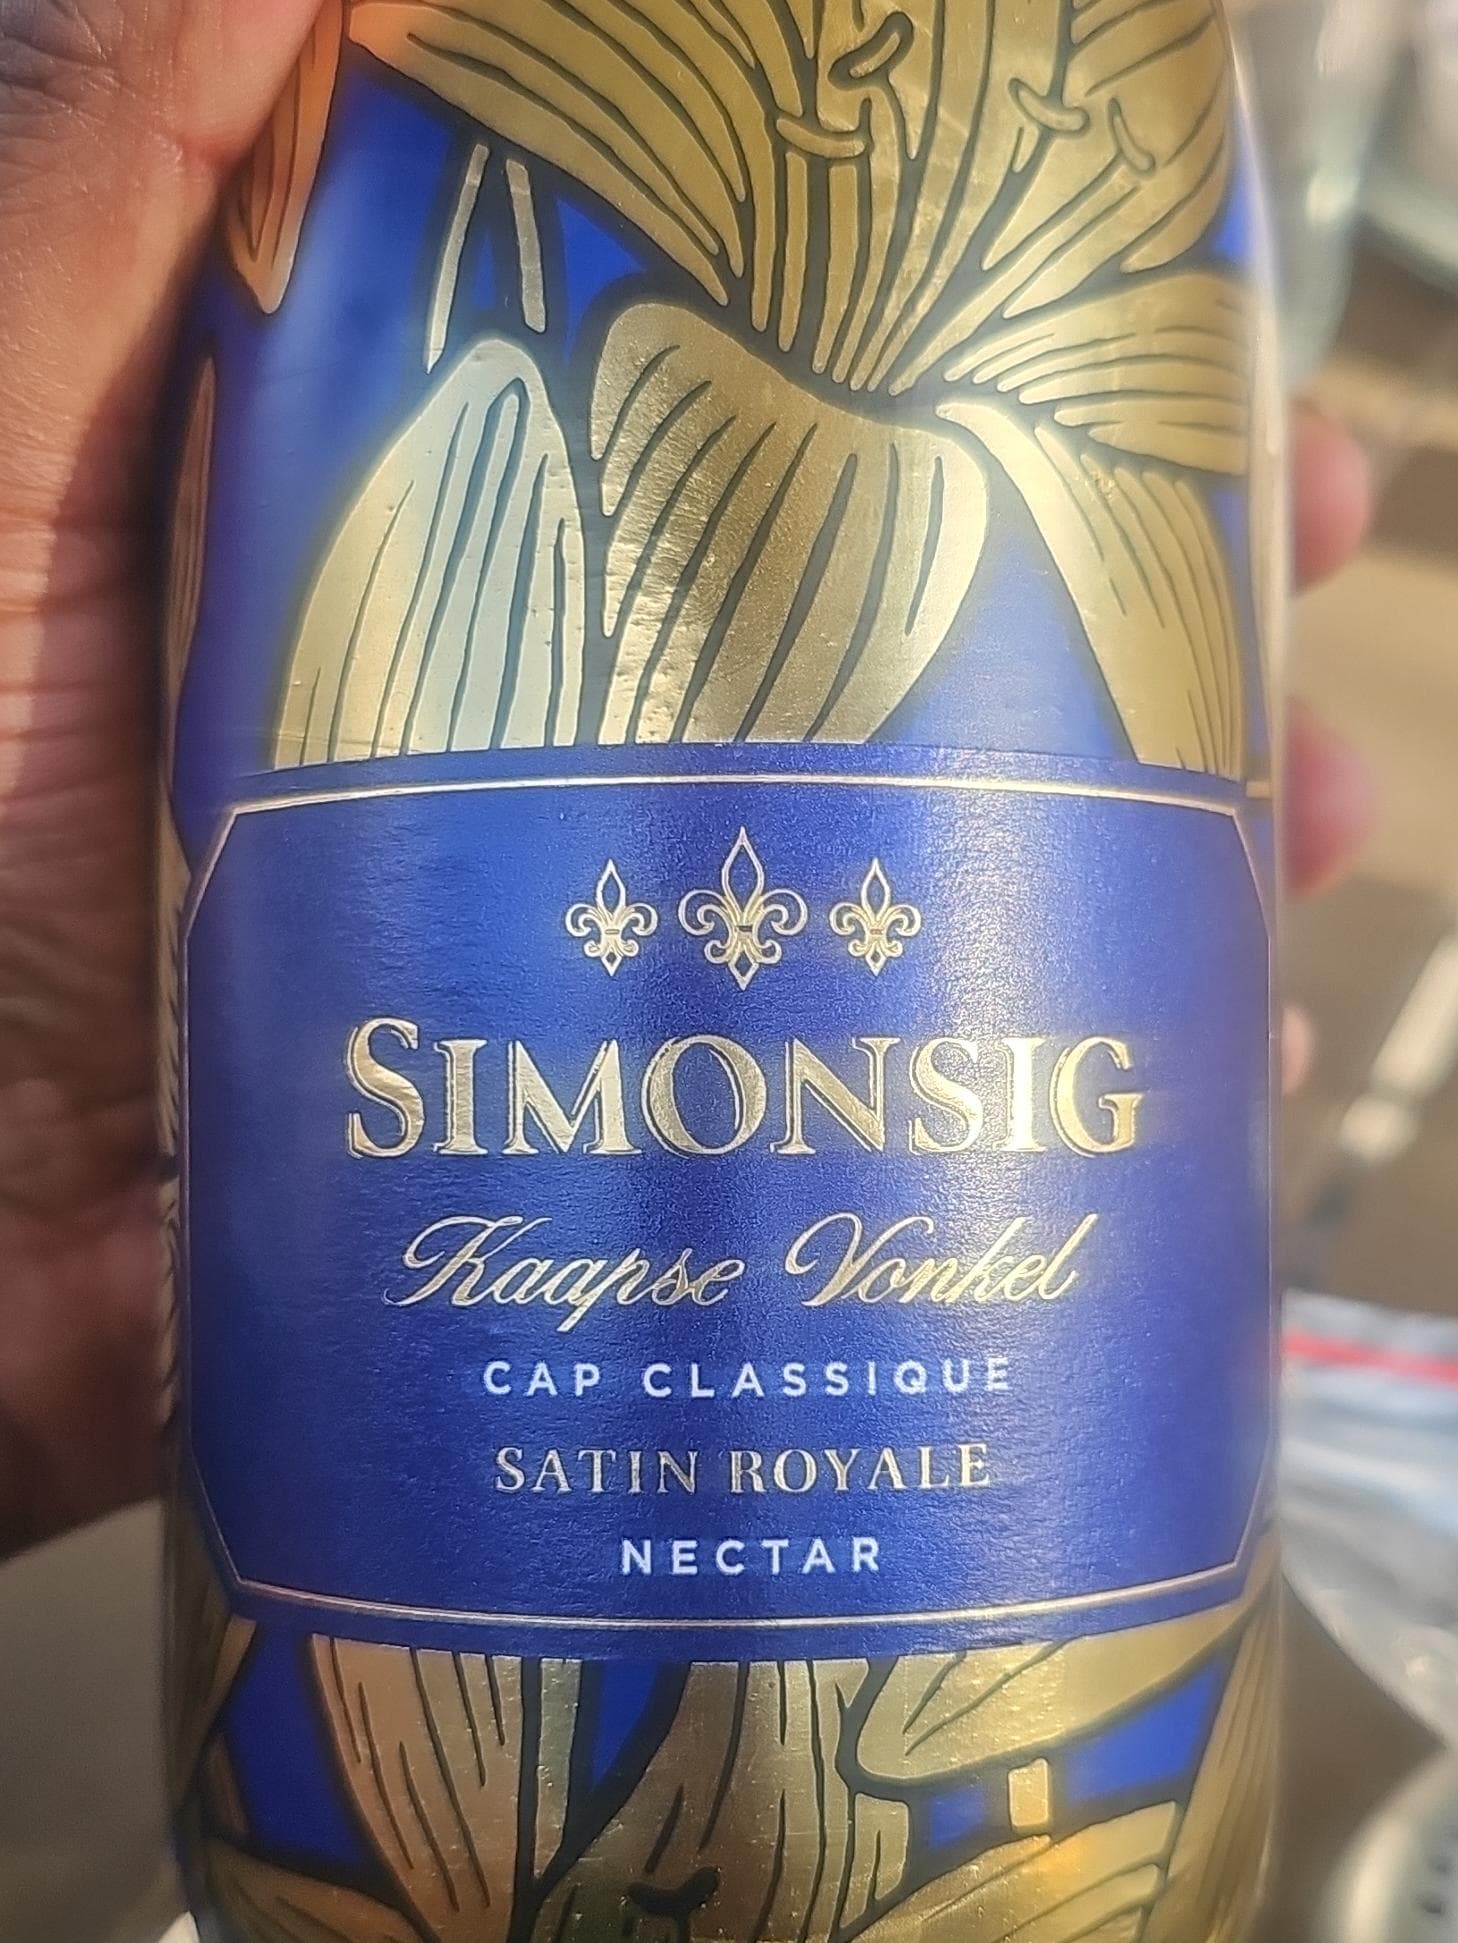 SIMONSIG
Kaapse Vonkel
CAP CLASSIQUE
SATIN ROYALE
NECTAR